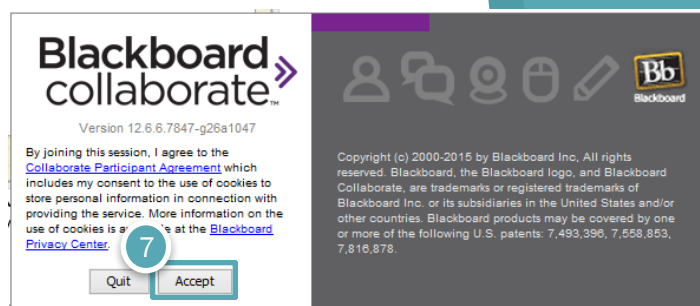 Blackboard
collaborate™
Version 12.6.6.7847-g26a1047
By joining this session, I agree to the
Collaborate Participant Agreement which
includes my consent to the use of cookies to
store personal information in connection with
providing the service. More information on the
use of cookies is at the Blackboard
Privacy Center.
7
Quit
Accept
Bb
Blackboard
Copyright (c) 2000-2015 by Blackboard Inc, All rights
reserved. Blackboard, the Blackboard logo, and Blackboard
Collaborate, are trademarks or registered trademarks of
Blackboard Inc. or its subsidiaries in the United States and/or
other countries. Blackboard products may be covered by one
or more of the following U.S. patents: 7,493,396, 7,558,853,
7,816,878.